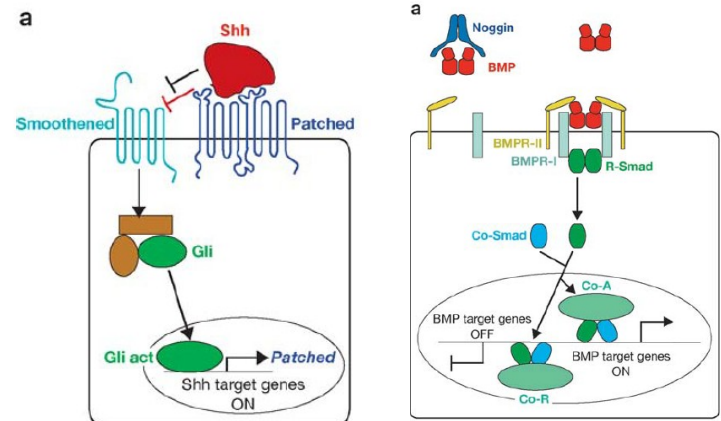 a
Shh
Smoothened
Patched
Gli
Gli act
Patched
Shh target genes
ON
a
Noggin
BMP
BMPR-II
BMPR-I
R-Smad
Co-Smad
Co-A
BMP target genes
OFF
BMP target genes
ON
Co-R